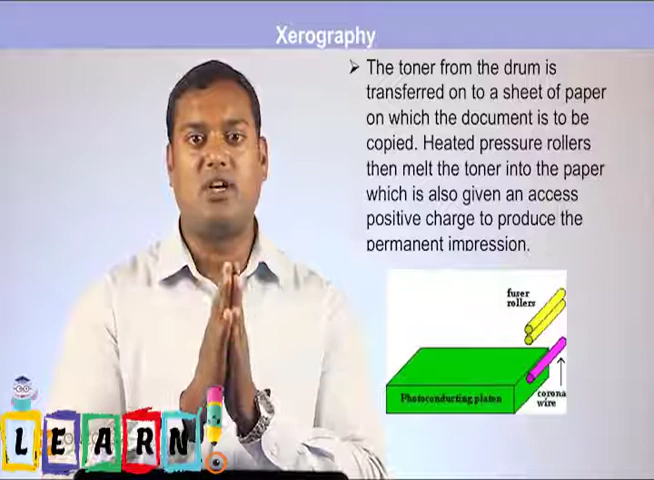 Xerography
➢ The toner from the drum is
transferred on to a sheet of paper
on which the document is to be
copied. Heated pressure rollers
then melt the toner into the paper
which is also given an access
positive charge to produce the
permanent impression.
fuser
rollers
Photoconducting platen
corona
wire
LEARN